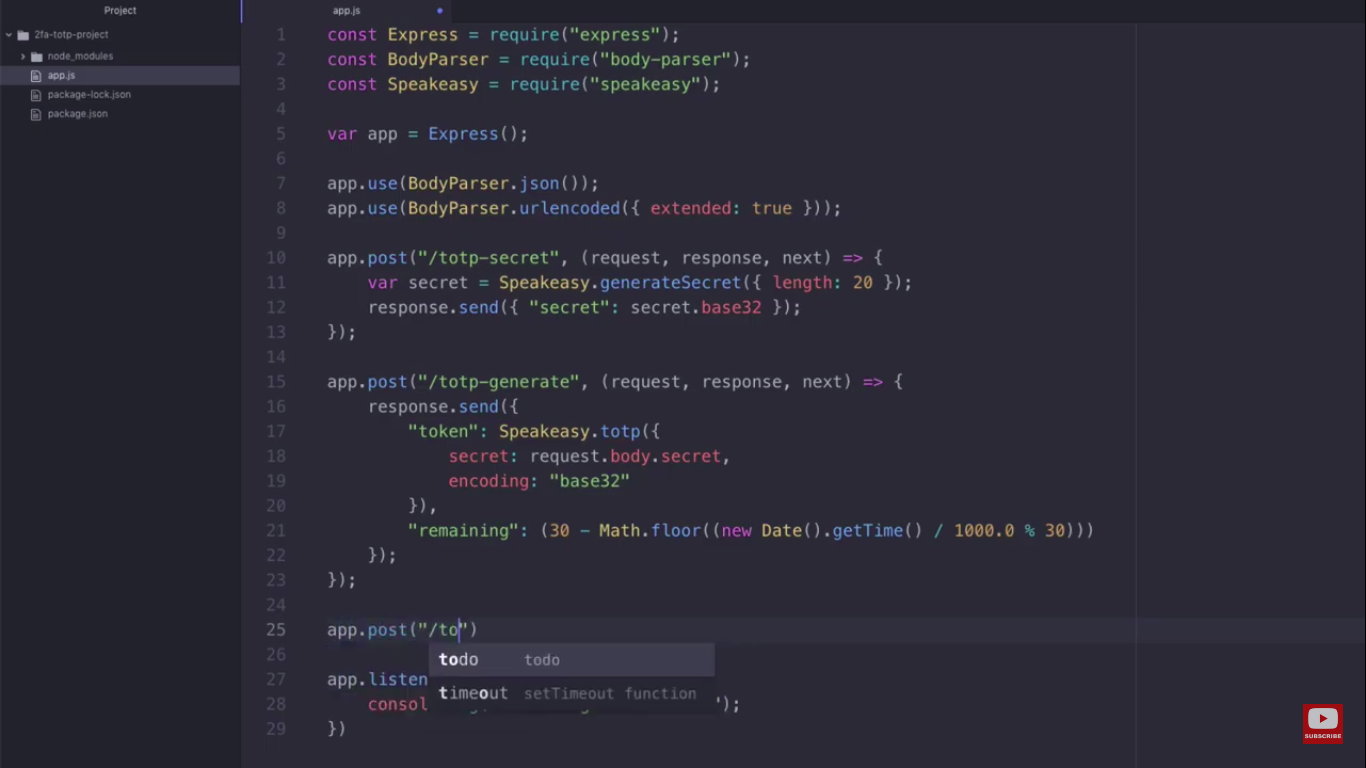 Project
app.js
2fa-totp-project
node_modules
app.js
package-lock.json
package.json
1 const Express = require("express");
2 const BodyParser = require("body-parser");
3 const Speakeasy = require("speakeasy");
4
5 var app = Express();
6
7 app.use(BodyParser.json());
8 app.use(BodyParser.urlencoded({ extended: true }));
9
10 app.post("/totp-secret", (request, response, next) => {
11 var secret = Speakeasy.generateSecret({ length: 20 });
12 response.send({ "secret": secret.base32 });
13 });
14
15 app.post("/totp-generate", (request, response, next) => {
16 response.send({
17 "token": Speakeasy.totp({
18 secret: request.body.secret,
19 encoding: "base32"
20 }),
21 "remaining": (30 - Math.floor((new Date().getTime() / 1000.0 % 30)))
22 });
23 });
24
25 app.post("/to")
26 todo todo
27 app.listen
timeout setTimeout function
28 consol ');
29 })
SUBSCRIBE